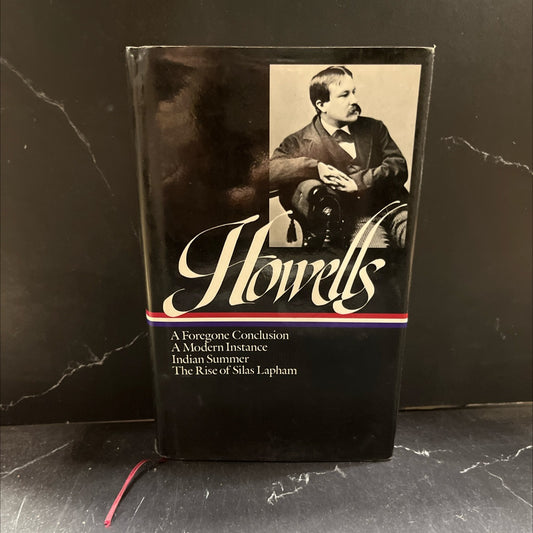 Howells
A Foregone Conclusion
A Modern Instance
Indian Summer
The Rise of Silas Lapham